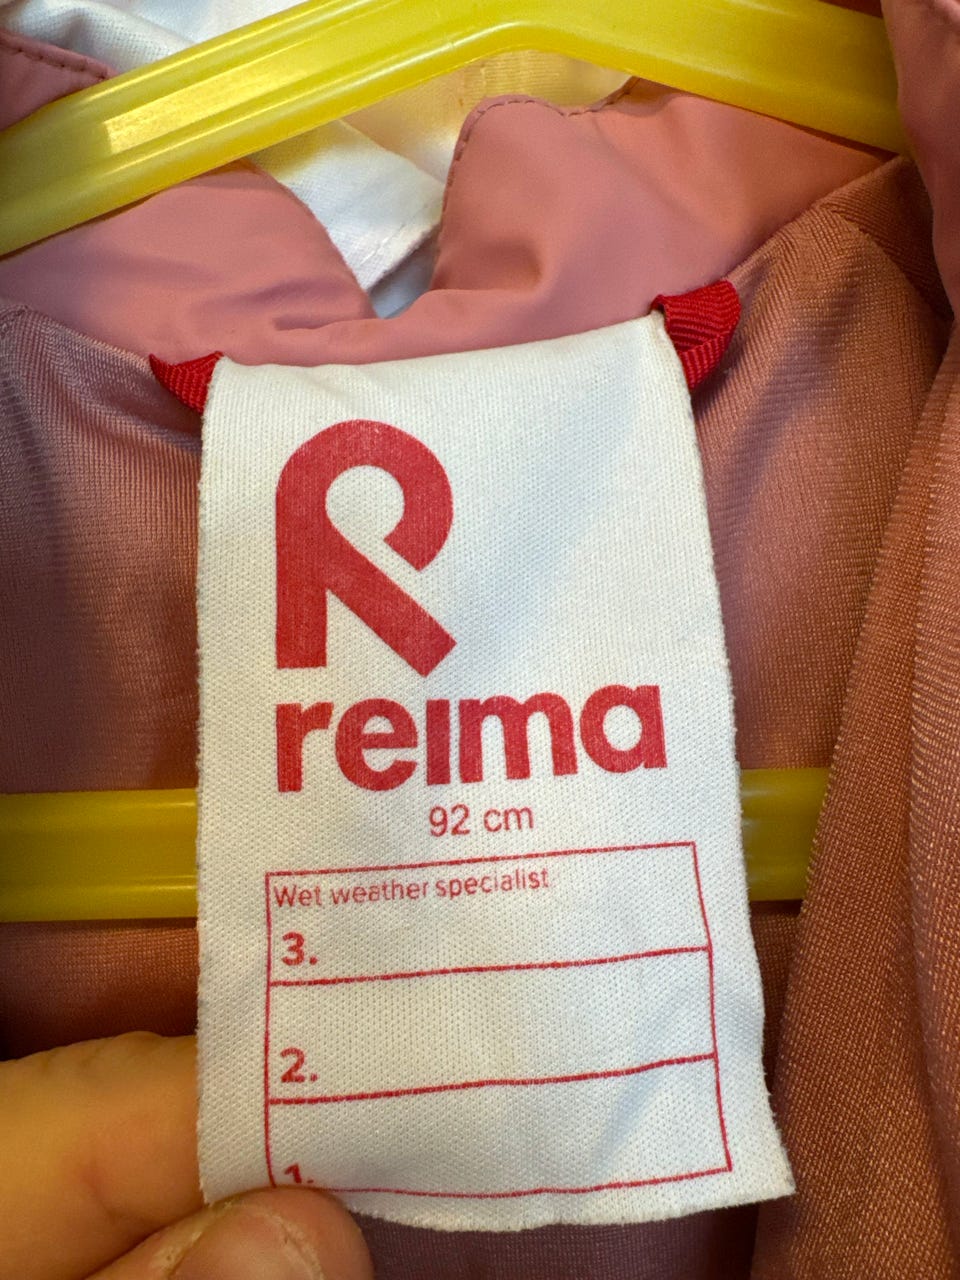 reima
92 cm
Wet weather specialist
3.
2.
1.